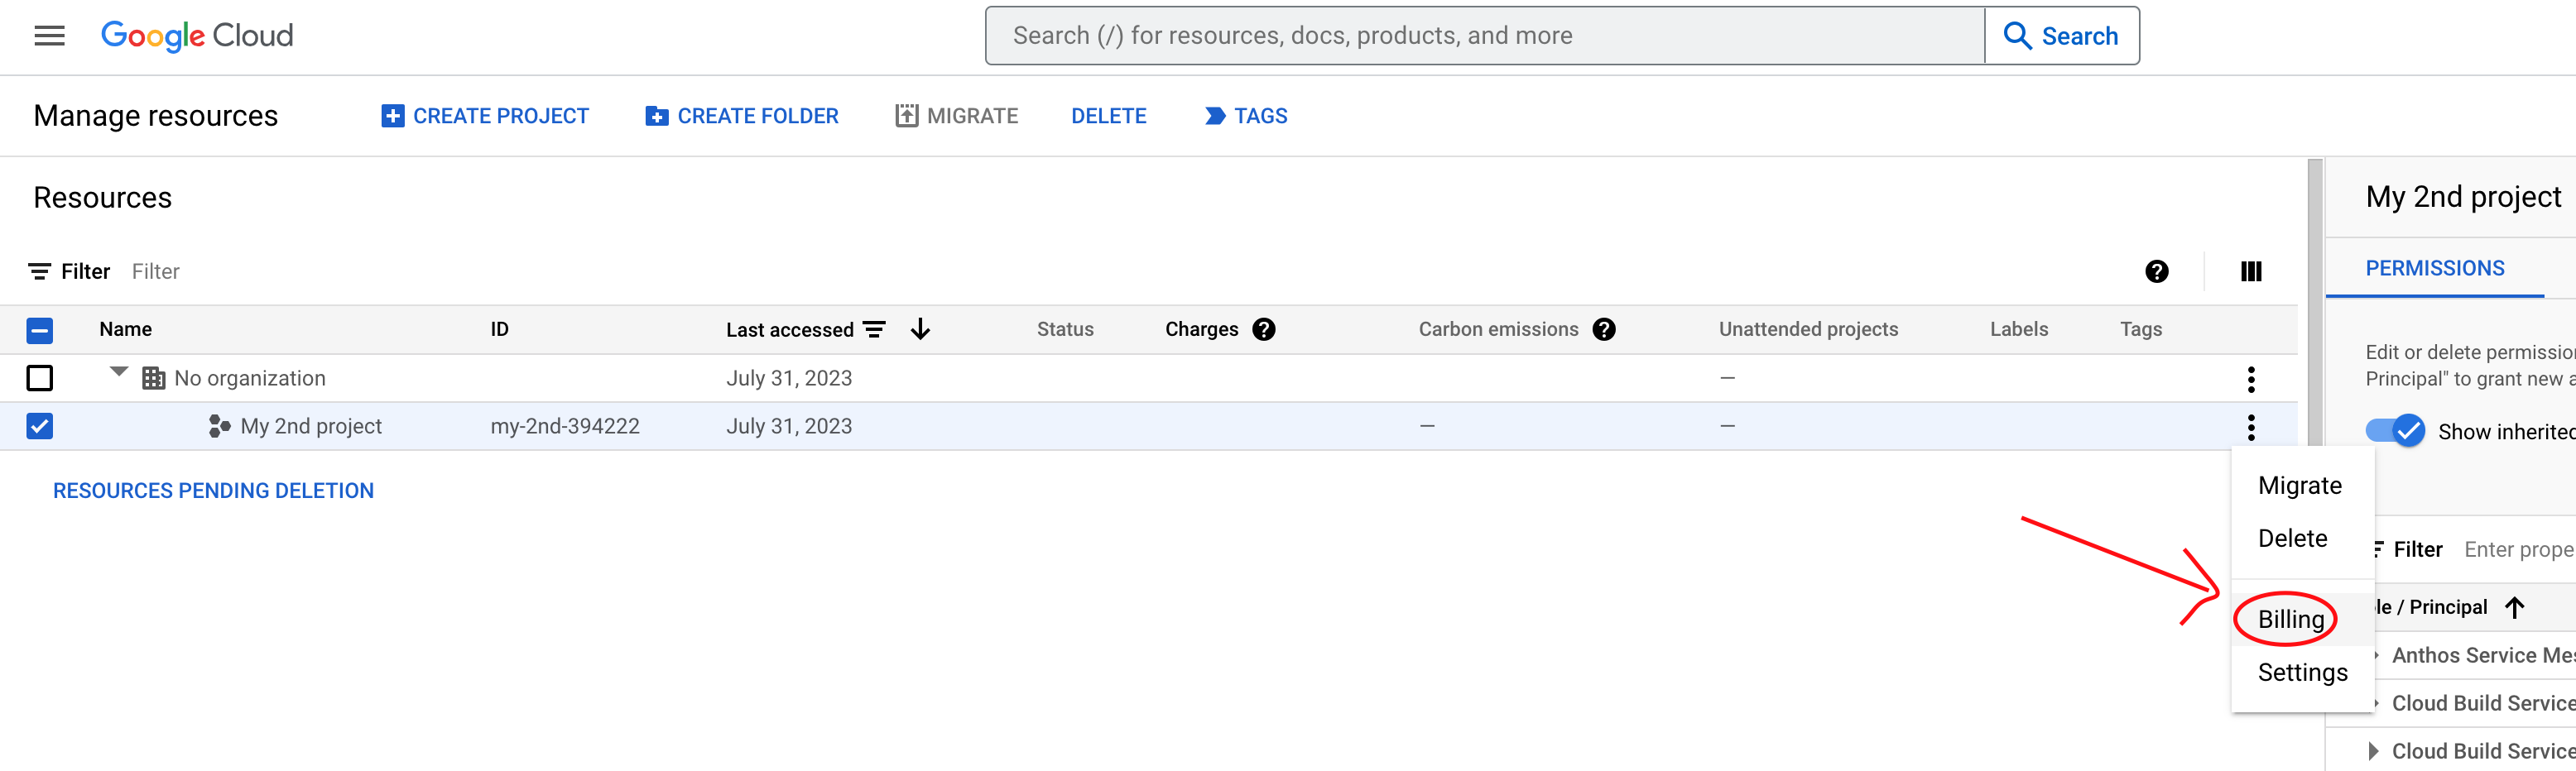 Google Cloud
Search (/) for resources, docs, products, and more
Search
Manage resources
CREATE PROJECT
CREATE FOLDER
MIGRATE
DELETE
TAGS
Resources
Filter Filter
Name ID Last accessed Status Charges Carbon emissions Unattended projects Labels Tags
No organization July 31, 2023 –
My 2nd project my-2nd-394222 July 31, 2023 – –
RESOURCES PENDING DELETION
Migrate
Delete
Billing
Settings
My 2nd project
PERMISSIONS
Edit or delete permission
Principal" to grant new a
Show inherited
Filter Enter prope
le / Principal
Anthos Service Mes
Cloud Build Service
Cloud Build Service